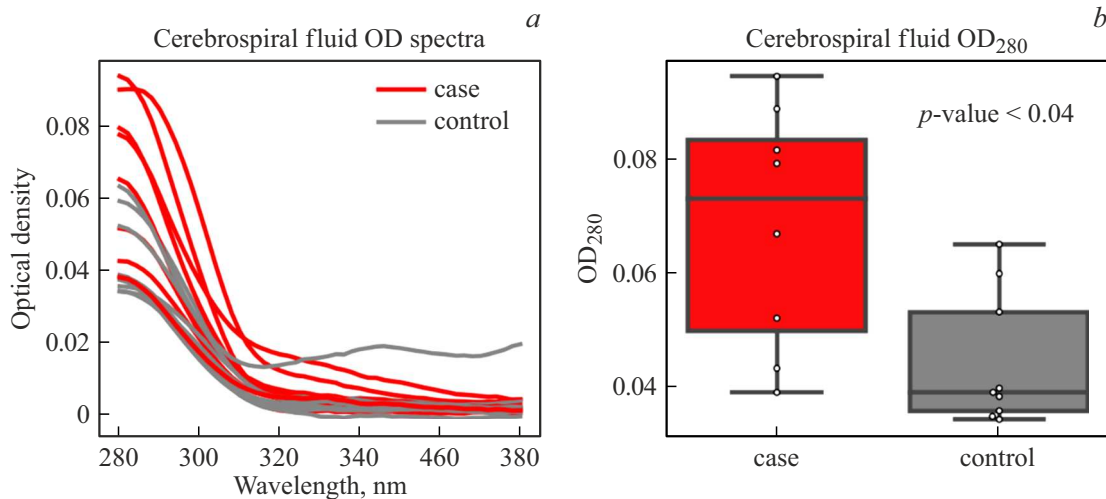 a
Cerebrospiral fluid OD spectra
case
control
Optical density
0.08
0.06
0.04
0.02
0
280 300 320 340 460 380
Wavelength, nm
b
Cerebrospiral fluid OD280
p-value < 0.04
OD280
0.08
0.06
0.04
case control